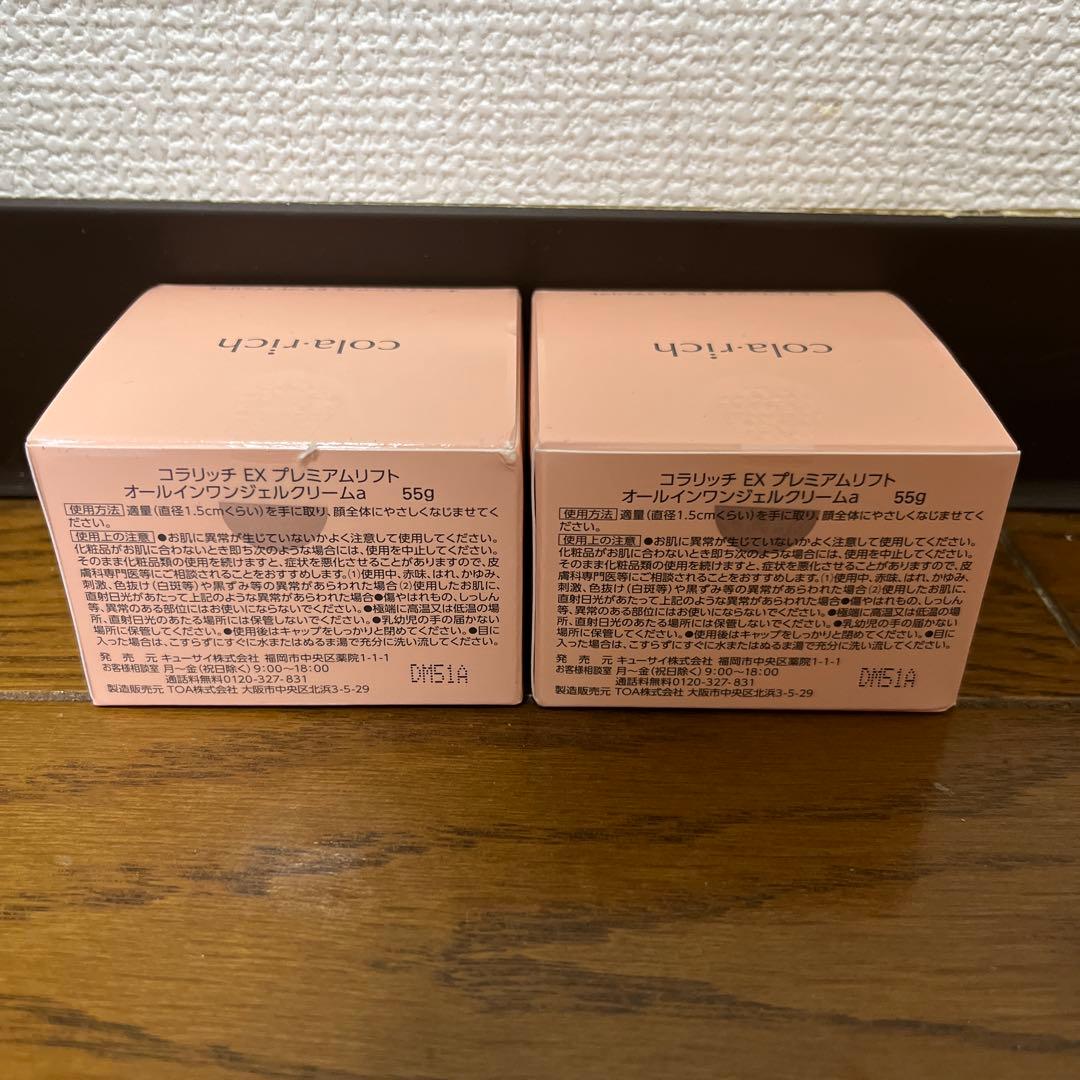 cola·rich
コラリッチ EX プレミアムリフト
オールインワンジェルクリームa 55g
使用方法 適量(直径1.5cmくらい)を手に取り、顔全体にやさしくなじませてく
ださい。
使用上の注意 ●お肌に異常が生じていないかよく注意して使用してください。
化粧品がお肌に合わないとき即ち次のような場合には、使用を中止してください。
そのまま化粧品類の使用を続けますと、症状を悪化させることがありますので、皮
膚科専門医等にご相談されることをおすすめします。(1)使用中、赤味、はれ、かゆみ、
刺激、色抜け(白斑等)や黒ずみ等の異常があらわれた場合(2)使用したお肌に、
直射日光があたって上記のような異常があらわれた場合●傷やはれもの、しっしん
等、異常のある部位にはお使いにならないでください。●極端に高温又は低温の場
所、直射日光のあたる場所には保管しないでください。●乳幼児の手の届かない
場所に保管してください。●使用後はキャップをしっかりと閉めてください。●目に
入った場合は、こすらずにすぐに水またはぬるま湯で充分に洗い流してください。
発 売 元 キューサイ株式会社 福岡市中央区薬院1-1-1
お客様相談室 月〜金(祝日除く)9:00〜18:00
通話料無料0120-327-831
製造販売元 TOA株式会社 大阪市中央区北浜3-5-29
DM51A
cola·rich
コラリッチ EX プレミアムリフト
オールインワンジェルクリームa 55g
使用方法 適量(直径1.5cmくらい)を手に取り、顔全体にやさしくなじませてく
ださい。
使用上の注意 ●お肌に異常が生じていないかよく注意して使用してください。
化粧品がお肌に合わないとき即ち次のような場合には、使用を中止してください。
そのまま化粧品類の使用を続けますと、症状を悪化させることがありますので、皮
膚科専門医等にご相談されることをおすすめします。(1)使用中、赤味、はれ、かゆみ、
刺激、色抜け(白斑等)や黒ずみ等の異常があらわれた場合(2)使用したお肌に、
直射日光があたって上記のような異常があらわれた場合●傷やはれもの、しっしん
等、異常のある部位にはお使いにならないでください。●極端に高温又は低温の場
所、直射日光のあたる場所には保管しないでください。●乳幼児の手の届かない
場所に保管してください。●使用後はキャップをしっかりと閉めてください。●目に
入った場合は、こすらずにすぐに水またはぬるま湯で充分に洗い流してください。
発 売 元 キューサイ株式会社 福岡市中央区薬院1-1-1
お客様相談室 月〜金(祝日除く)9:00〜18:00
通話料無料0120-327-831
製造販売元 TOA株式会社 大阪市中央区北浜3-5-29
DM51A